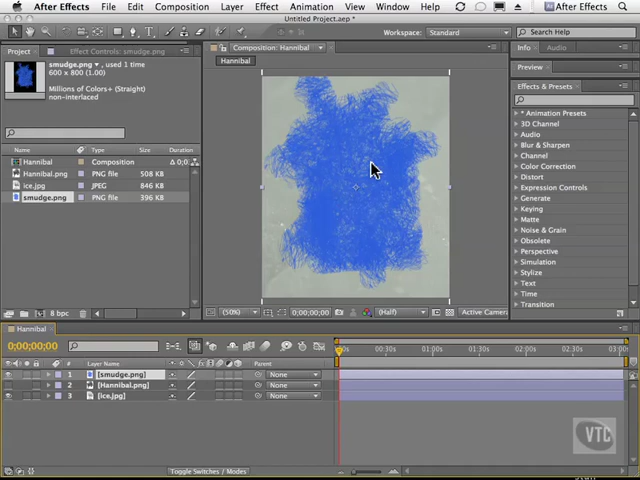 After Effects File Edit Composition Layer Effect Animation View Window Help After Effects
Untitled Project.aep *
Workspace: Standard Search Help
Project Effect Controls: smudge.png Composition: Hannibal Info Audio
smudge.png , used 1 time
600 x 800 (1.00)
Millions of Colors+ (Straight)
non-interlaced
Hannibal
Preview
Effects & Presets
* Animation Presets
3D Channel
Audio
Blur & Sharpen
Channel
Color Correction
Distort
Expression Controls
Generate
Keying
Matte
Noise & Grain
Obsolete
Perspective
Simulation
Stylize
Text
Time
Transition
Name Type Size Duration
Hannibal Composition Δ 0;0
Hannibal.png PNG file 508 KB
ice.jpg JPEG 846 KB
smudge.png PNG file 396 KB
8 bpc
(50%) 0;00;00;00 (Half) Active Camera
Hannibal
0;00;00;00
00:30s 01:00s 01:30s 02:00s 02:30s 03:00
# Layer Name Parent
1 [smudge.png] None
2 [Hannibal.png] None
3 [ice.jpg] None
VTC
Toggle Switches / Modes